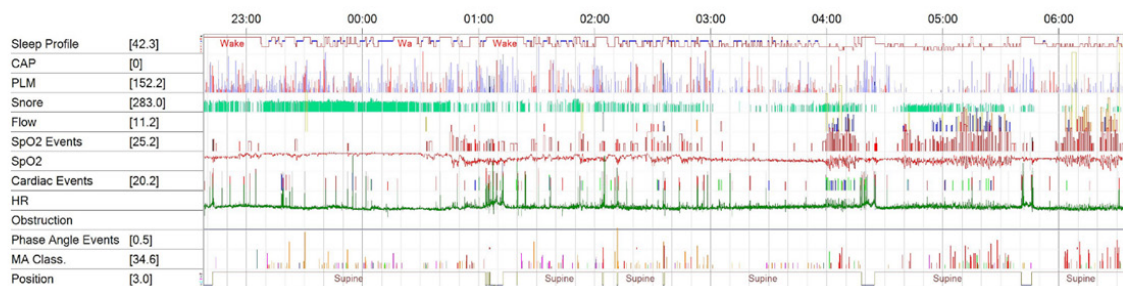 23:00 00:00 01:00 02:00 03:00 04:00 05:00 06:00
Sleep Profile [42.3] Wake Wa Wake
CAP [0]
PLM [152.2]
Snore [283.0]
Flow [11.2]
SpO2 Events [25.2]
SpO2
Cardiac Events [20.2]
HR
Obstruction
Phase Angle Events [0.5]
MA Class. [34.6]
Position [3.0] Supine Supine Supine Supine Supine Supine